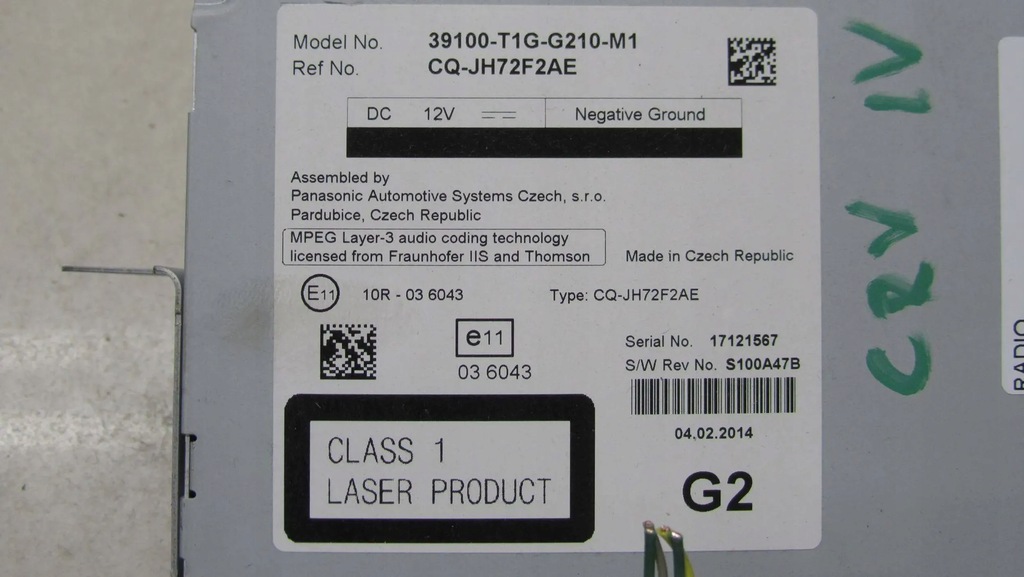 Model No. 39100-T1G-G210-M1
Ref No. CQ-JH72F2AE
DC 12V Negative Ground
Assembled by
Panasonic Automotive Systems Czech, s.r.o.
Pardubice, Czech Republic
MPEG Layer-3 audio coding technology
licensed from Fraunhofer IIS and Thomson
Made in Czech Republic
E11 10R - 03 6043 Type: CQ-JH72F2AE
e11
03 6043
Serial No. 17121567
S/W Rev No. S100A47B
04.02.2014
CLASS 1
LASER PRODUCT
G2
CRV IV
RADIO